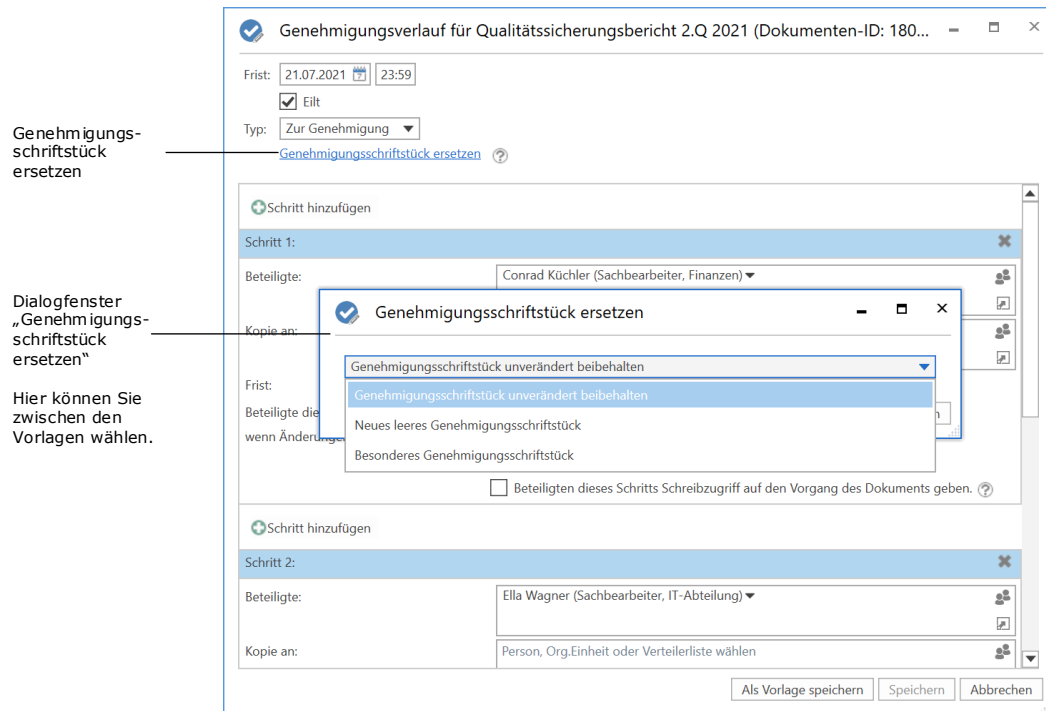 Genehmigungsverlauf für Qualitätssicherungsbericht 2.Q 2021 (Dokumenten-ID: 180...
Frist: 21.07.2021 23:59
Eilt
Typ: Zur Genehmigung
Genehmigungsschriftstück ersetzen
Genehmigungs-
schriftstück
ersetzen
Schritt hinzufügen
Schritt 1:
Beteiligte: Conrad Küchler (Sachbearbeiter, Finanzen)
Dialogfenster
„Genehmigungs-
schriftstück
ersetzen“
Hier können Sie
zwischen den
Vorlagen wählen.
Genehmigungsschriftstück ersetzen
Kopie an:
Genehmigungsschriftstück unverändert beibehalten
Genehmigungsschriftstück unverändert beibehalten
Neues leeres Genehmigungsschriftstück
Besonderes Genehmigungsschriftstück
Frist:
Beteiligte die
wenn Änderungen
Beteiligten dieses Schritts Schreibzugriff auf den Vorgang des Dokuments geben.
Schritt hinzufügen
Schritt 2:
Beteiligte: Ella Wagner (Sachbearbeiter, IT-Abteilung)
Kopie an: Person, Org.Einheit oder Verteilerliste wählen
Als Vorlage speichern Speichern Abbrechen